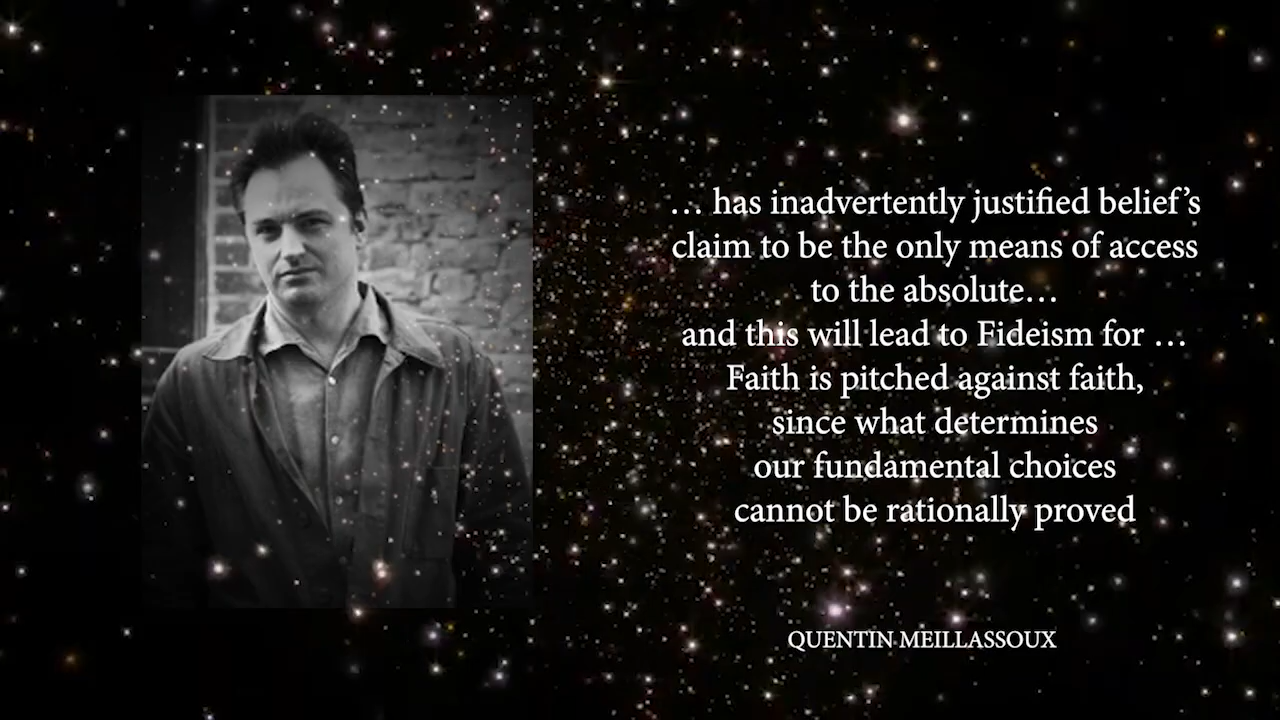 … has inadvertently justified belief’s
claim to be the only means of access
to the absolute…
and this will lead to Fideism for …
Faith is pitched against faith,
since what determines
our fundamental choices
cannot be rationally proved
QUENTIN MEILLASSOUX